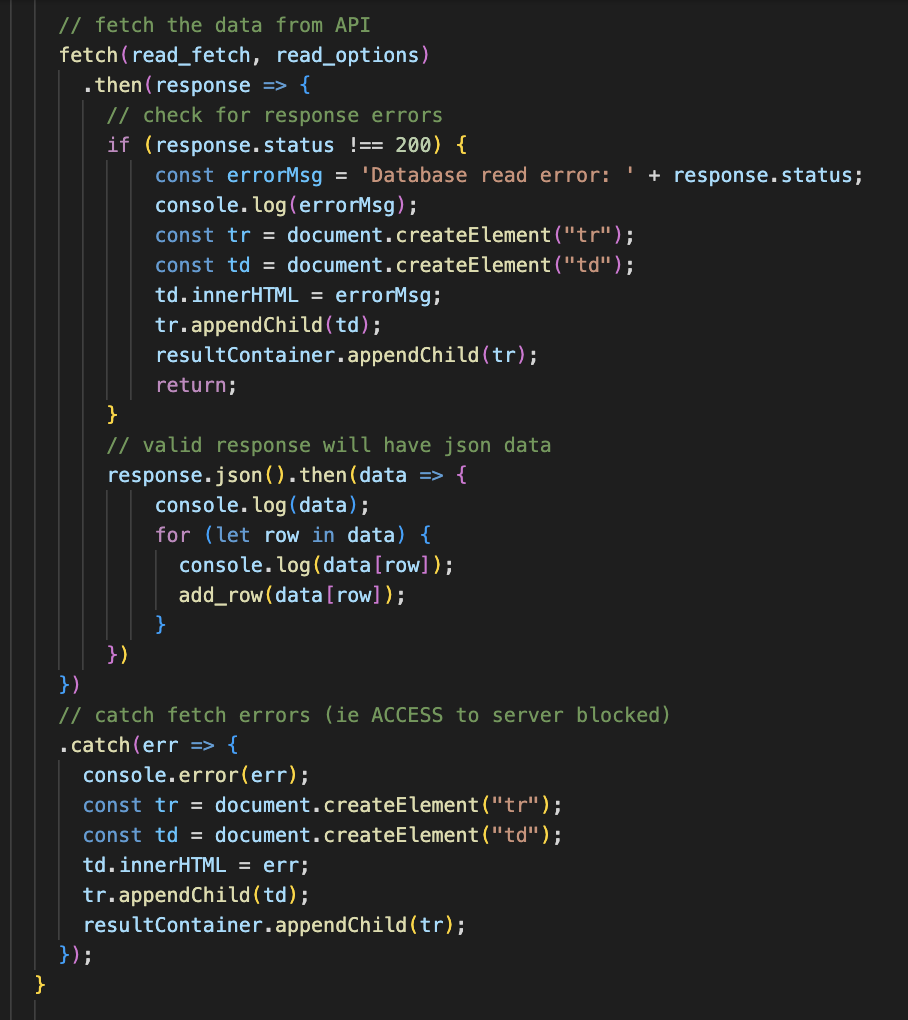 // fetch the data from API
fetch(read_fetch, read_options)
  .then(response => {
    // check for response errors
    if (response.status !== 200) {
        const errorMsg = 'Database read error: ' + response.status;
        console.log(errorMsg);
        const tr = document.createElement("tr");
        const td = document.createElement("td");
        td.innerHTML = errorMsg;
        tr.appendChild(td);
        resultContainer.appendChild(tr);
        return;
    }
    // valid response will have json data
    response.json().then(data => {
        console.log(data);
        for (let row in data) {
          console.log(data[row]);
          add_row(data[row]);
        }
    })
})
// catch fetch errors (ie ACCESS to server blocked)
.catch(err => {
  console.error(err);
  const tr = document.createElement("tr");
  const td = document.createElement("td");
  td.innerHTML = err;
  tr.appendChild(td);
  resultContainer.appendChild(tr);
});
}